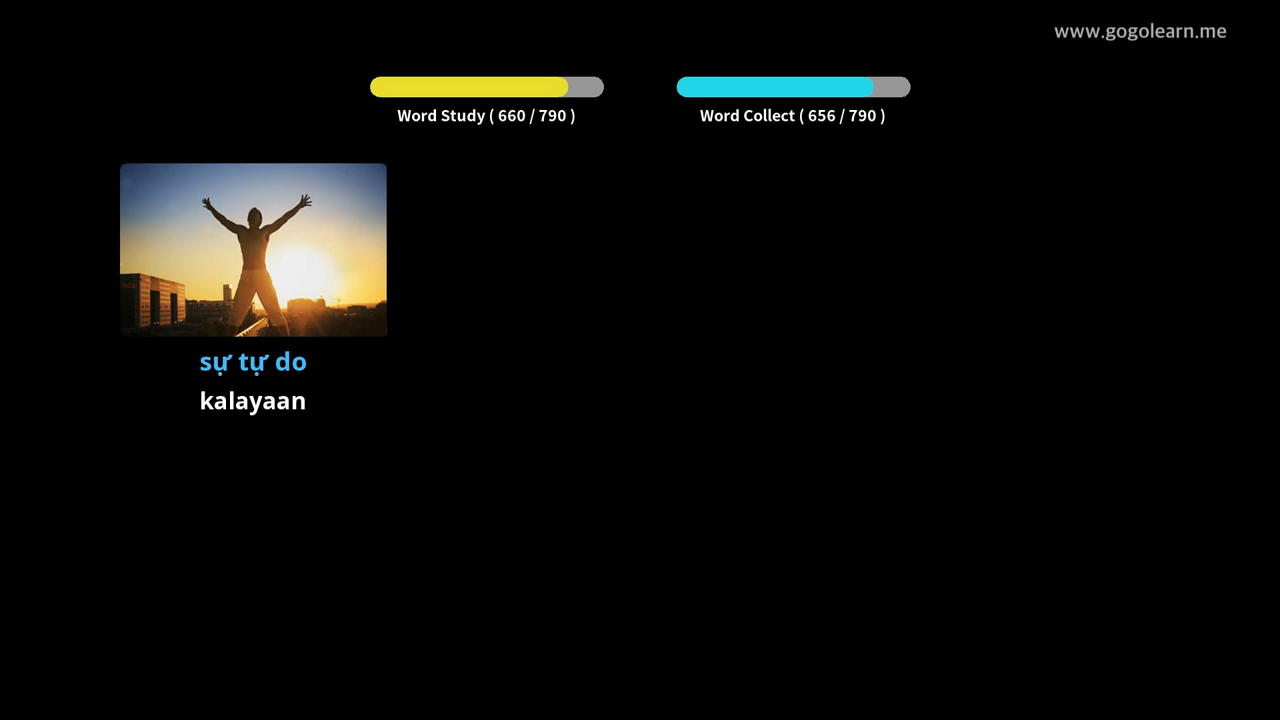 www.gogolearn.me
Word Study ( 660 / 790 )
Word Collect ( 656 / 790 )
sự tự do
kalayaan